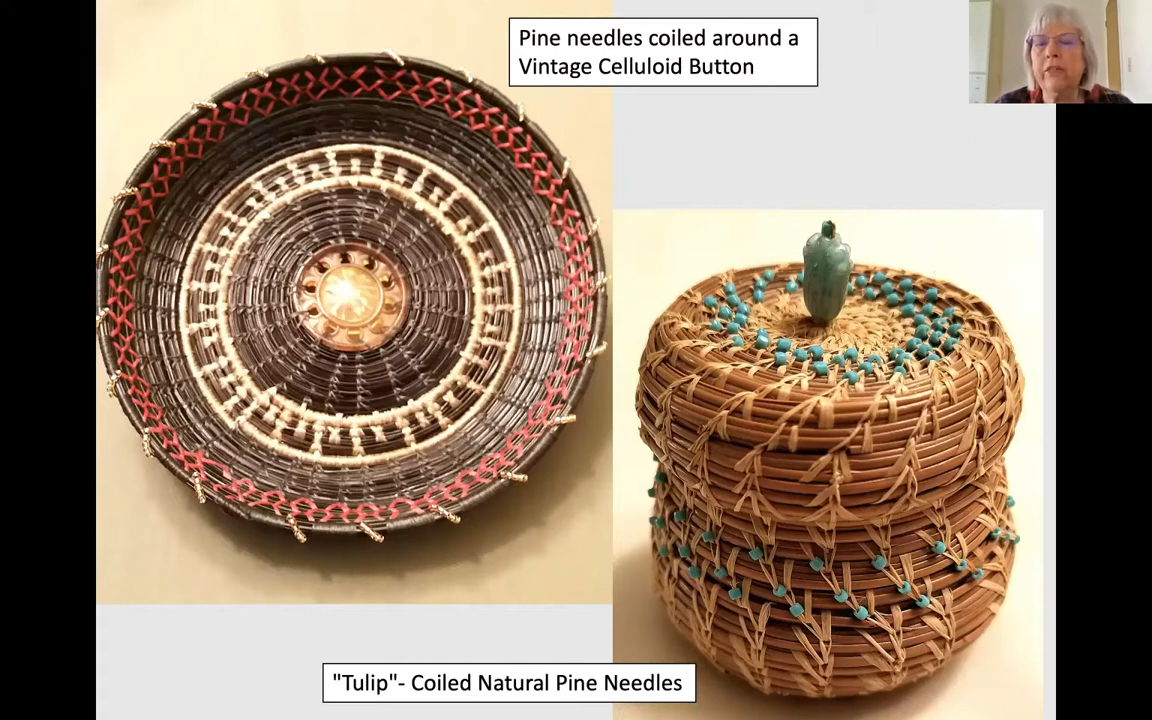 Pine needles coiled around a
Vintage Celluloid Button
"Tulip"- Coiled Natural Pine Needles